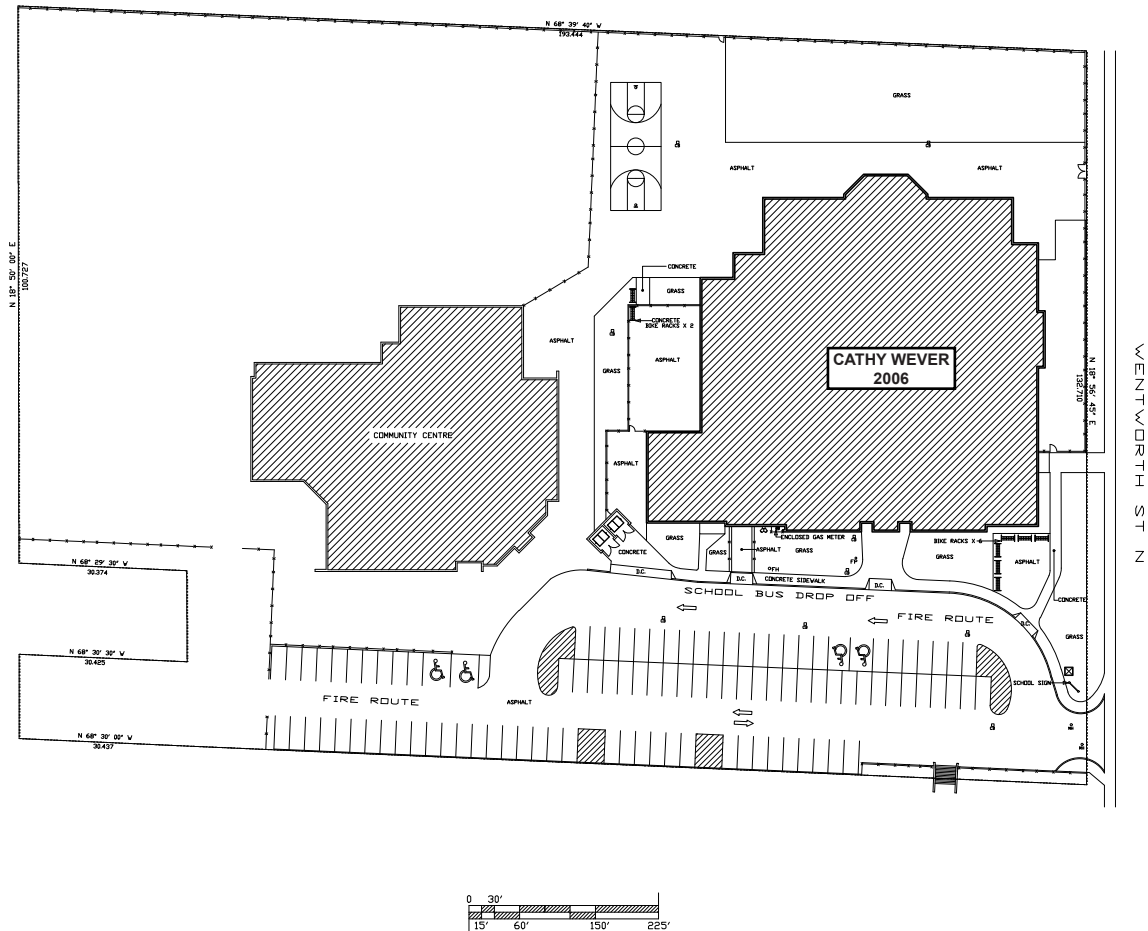 N 68° 39' 40" W
193.444
GRASS
ASPHALT
ASPHALT
N 18° 50' 00" E
100.727
CONCRETE
GRASS
CONCRETE
BIKE RACKS X 2
ASPHALT
ASPHALT
GRASS
CATHY WEVER
2006
N 18° 56' 45" E
132.710
WENTWORTH ST N
COMMUNITY CENTRE
ASPHALT
ENCLOSED GAS METER
BIKE RACKS X 6
GRASS
CONCRETE
GRASS
ASPHALT
GRASS
GRASS
ASPHALT
FH
FP
D.C.
D.C.
CONCRETE SIDEWALK
D.C.
N 68° 29' 30" W
30.374
SCHOOL BUS DROP OFF
CONCRETE
FIRE ROUTE
D.C.
GRASS
N 68° 30' 30" W
30.425
SCHOOL SIGN
FIRE ROUTE
ASPHALT
N 68° 30' 00" W
30.437
0 30'
15' 60' 150' 225'